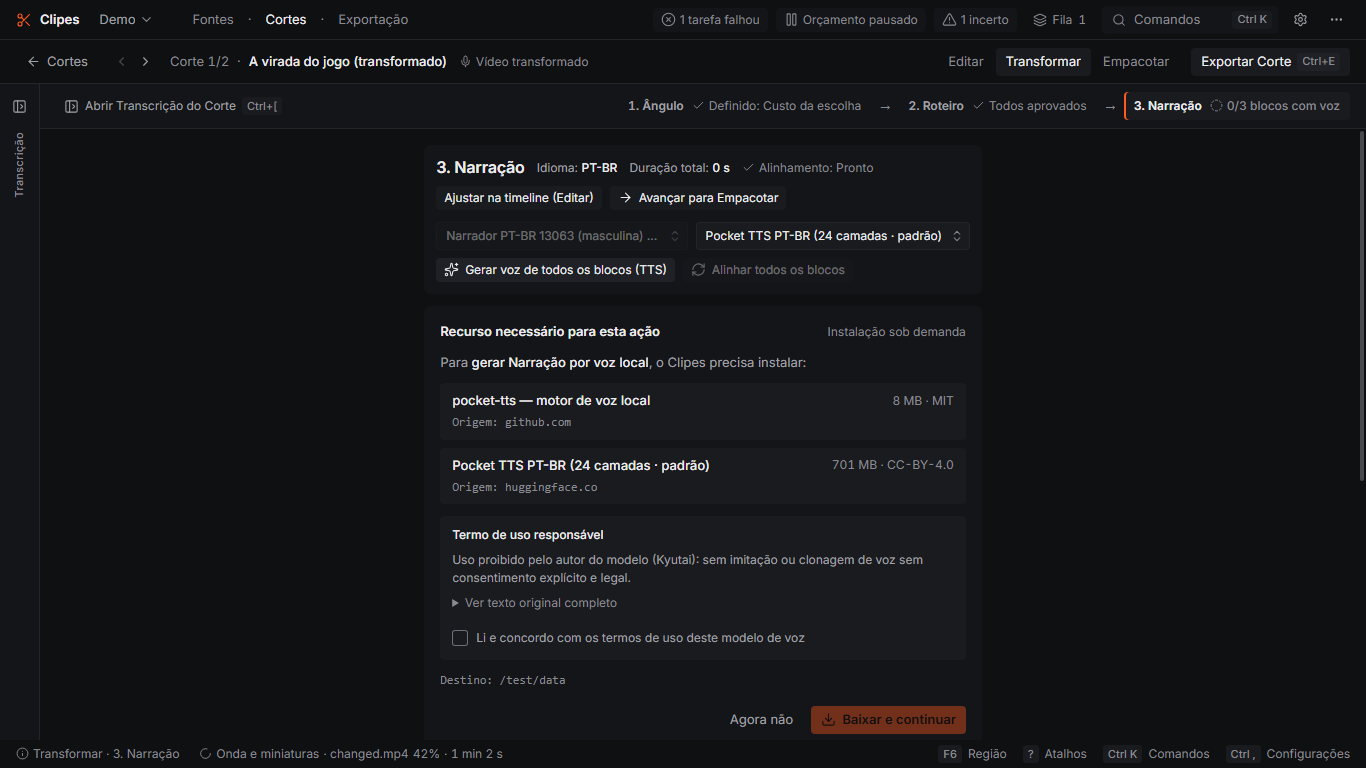 Clipes Demo Fontes · Cortes · Exportação 1 tarefa falhou Orçamento pausado 1 incerto Fila 1 Comandos Ctrl K
Cortes Corte 1/2 · A virada do jogo (transformado) Vídeo transformado Editar Transformar Empacotar Exportar Corte Ctrl+E
Abrir Transcrição do Corte Ctrl+[ 1. Ângulo Definido: Custo da escolha → 2. Roteiro Todos aprovados → 3. Narração 0/3 blocos com voz
Transcrição
3. Narração Idioma: PT-BR Duração total: 0 s Alinhamento: Pronto
Ajustar na timeline (Editar) Avançar para Empacotar
Narrador PT-BR 13063 (masculina) ... Pocket TTS PT-BR (24 camadas · padrão)
Gerar voz de todos os blocos (TTS) Alinhar todos os blocos
Recurso necessário para esta ação Instalação sob demanda
Para gerar Narração por voz local, o Clipes precisa instalar:
pocket-tts — motor de voz local 8 MB · MIT
Origem: github.com
Pocket TTS PT-BR (24 camadas · padrão) 701 MB · CC-BY-4.0
Origem: huggingface.co
Termo de uso responsável
Uso proibido pelo autor do modelo (Kyutai): sem imitação ou clonagem de voz sem
consentimento explícito e legal.
Ver texto original completo
Li e concordo com os termos de uso deste modelo de voz
Destino: /test/data
Agora não Baixar e continuar
Transformar · 3. Narração Onda e miniaturas · changed.mp4 42% · 1 min 2 s F6 Região ? Atalhos Ctrl K Comandos Ctrl , Configurações